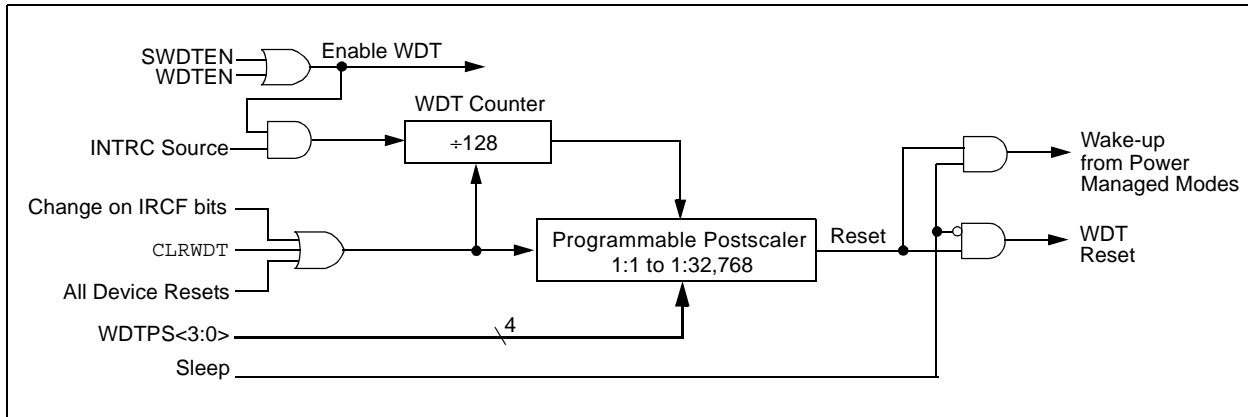 SWDTEN
WDTEN
Enable WDT
WDT Counter
÷128
INTRC Source
Wake-up
from Power
Managed Modes
Change on IRCF bits
CLRWDT
All Device Resets
Programmable Postscaler
1:1 to 1:32,768
Reset
WDT
Reset
WDTPS<3:0>
4
Sleep